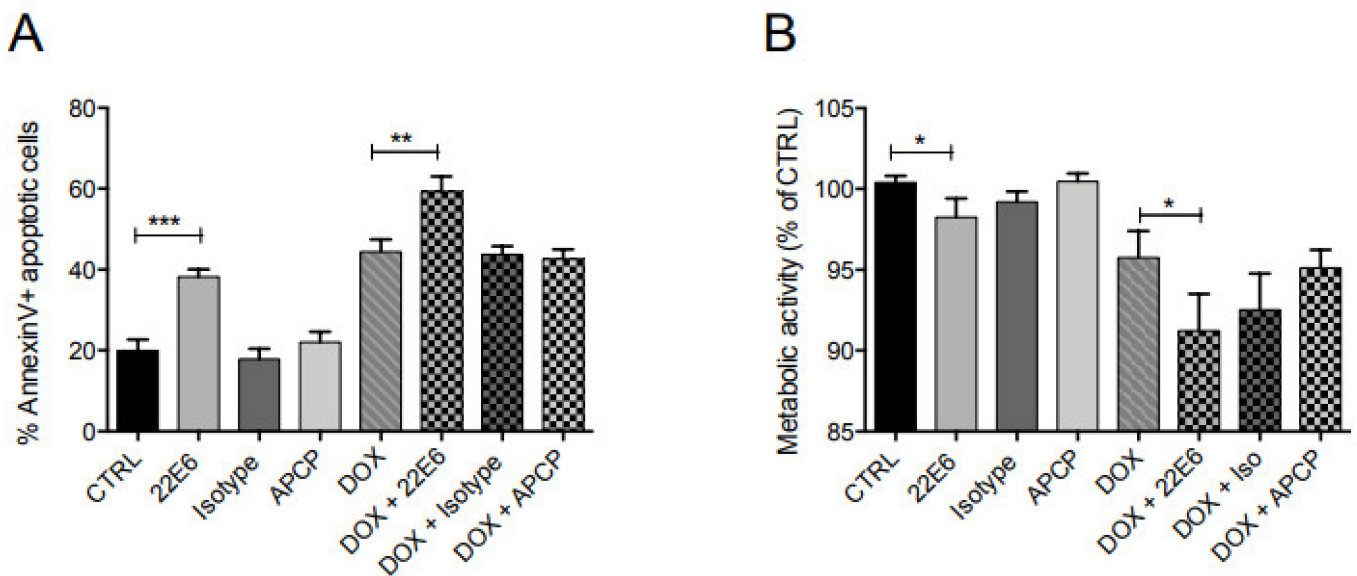 A
% AnnexinV+ apoptotic cells
80
60
40
20
0
***
**
CTRL
22E6
Isotype
APCP
DOX
DOX + 22E6
DOX + Isotype
DOX + APCP
B
Metabolic activity (% of CTRL)
105
100
95
90
85
*
*
CTRL
22E6
Isotype
APCP
DOX
DOX + 22E6
DOX + Iso
DOX + APCP